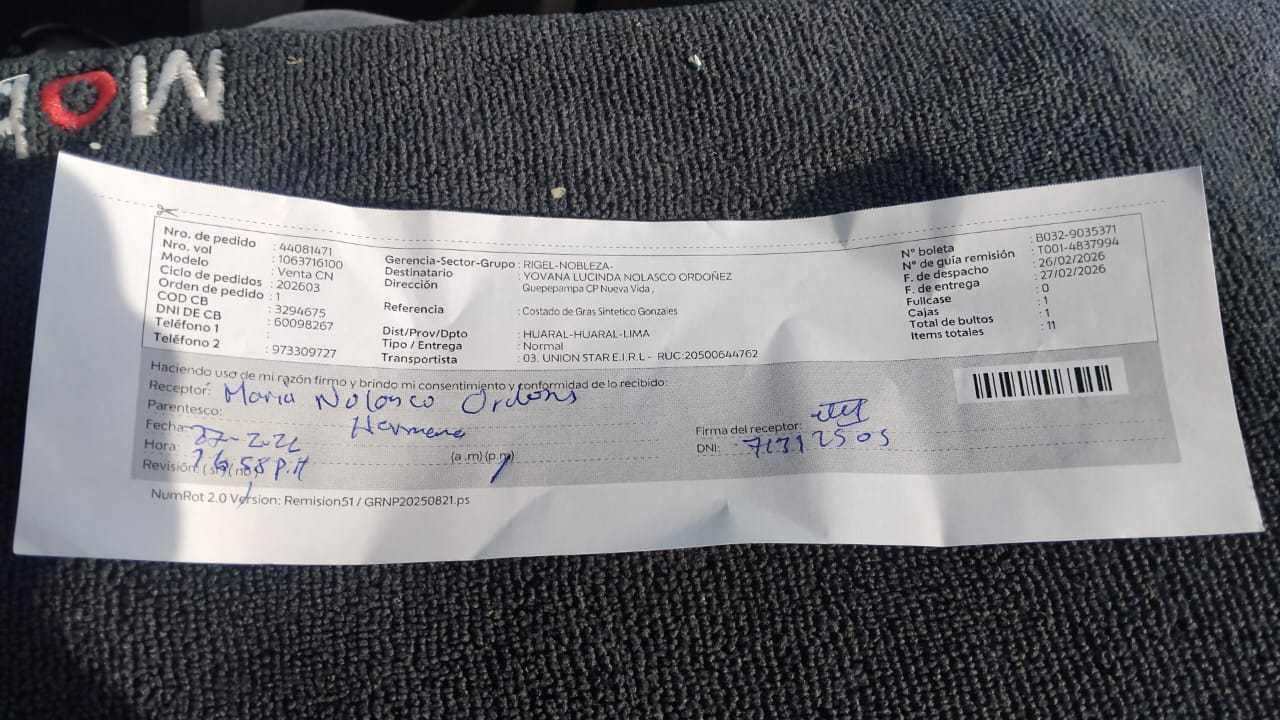 Mob
Nro. de pedido : 44081471
Nro. vol : 1063716100
Modelo : Venta CN
Ciclo de pedidos : 202603
Orden de pedido : 1
COD CB : 3294675
DNI DE CB : 60098267
Teléfono 1 :
Teléfono 2 : 973309727
Gerencia-Sector-Grupo : RIGEL-NOBLEZA-
Destinatario : YOVANA LUCINDA NOLASCO ORDOÑEZ
Dirección : Guepepampa CP Nueva Vida ,
Referencia : Costado de Gras Sintetico Gonzales
Dist/Prov/Dpto : HUARAL-HUARAL-LIMA
Tipo / Entrega : Normal
Transportista : 03. UNION STAR E.I.R.L - RUC 20500644762
N° boleta : B032-9035371
N° de guía remisión : T001-4837994
F. de despacho : 26/02/2026
F. de entrega : 27/02/2026
Fullcase : 0
Cajas : 1
Total de bultos : 1
Items totales : 11
Haciendo uso de mi razón firmo y brindo mi consentimiento y conformidad de lo recibido:
Receptor: Maria Nolasco
Parentesco: Hermana
Fecha:
Hora: 16:58 P.M (a .m) (p.m)
Revisión: (si) (no)
Firma del receptor:
DNI: 71312505
NumRot 2.0 Version: Remision51 / GRNP20250821.ps